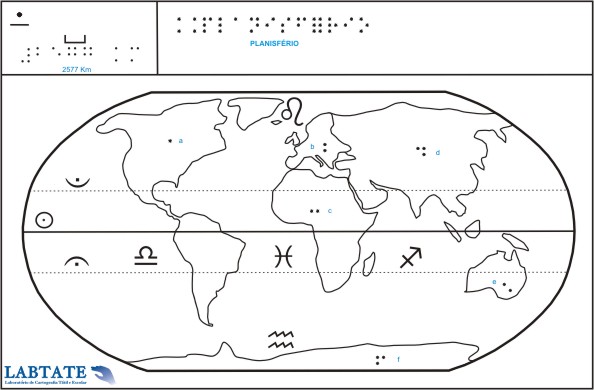 PLANISFÉRIO
2577 Km
a
b
c
d
e
f
LABTATE
Laboratório de Cartografia Tátil e Escolar